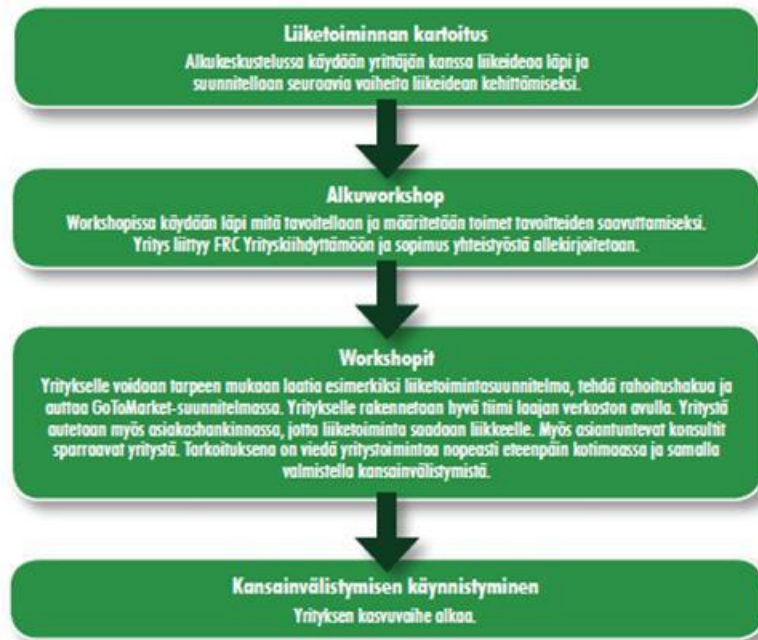 Liiketoiminnan kartoitus
Alkukeskustelussa käydään yrittäjän kanssa liikeideaa läpi ja
suunnitellaan seuraavia vaiheita liikeidean kehittämiseksi.
Alkuworkshop
Workshopissa käydään läpi mitä tavoitellaan ja määritetään toimet tavoitteiden saavuttamiseksi.
Yritys liittyy FRC Yrityskiihdyttämöön ja sopimus yhteistyöstä allekirjoitetaan.
Workshopit
Yritykselle voidaan tarpeen mukaan laatia esimerkiksi liiketoimintasuunnitelma, tehdä rahoitushakua ja
auttaa GoToMarket-suunnitelmassa. Yritykselle rakennetaan hyvä tiimi laajan verkoston avulla. Yritystä
autetaan myös asiakashankinnassa, jotta liiketoiminta saadaan liikkeelle. Myös asiantuntevat konsultit
sparraavat yritystä. Tarkoituksena on viedä yritystoimintaa nopeasti eteenpäin kotimaassa ja samalla
valmistella kansainvälistymistä.
Kansainvälistymisen käynnistyminen
Yrityksen kasvuvaihe alkaa.